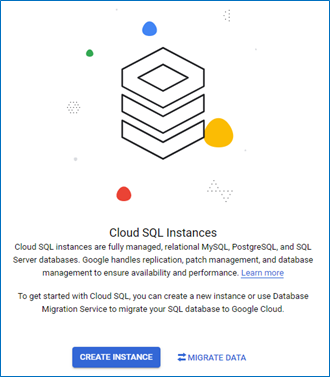 Cloud SQL Instances
Cloud SQL instances are fully managed, relational MySQL, PostgreSQL, and SQL
Server databases. Google handles replication, patch management, and database
management to ensure availability and performance. Learn more
To get started with Cloud SQL, you can create a new instance or use Database
Migration Service to migrate your SQL database to Google Cloud.
CREATE INSTANCE MIGRATE DATA